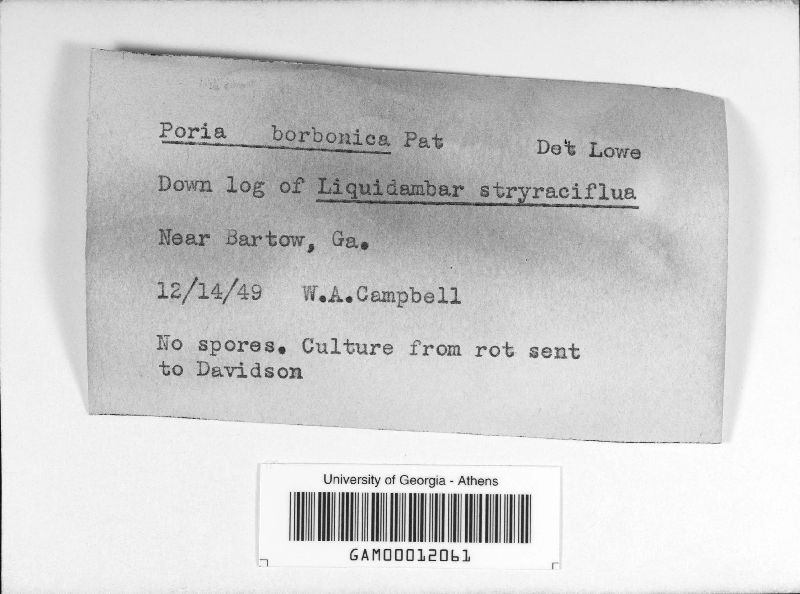 Poria borbonica Pat Det Lowe
Down log of Liquidambar stryraciflua
Near Bartow, Ga.
12/14/49 W.A.Campbell
No spores. Culture from rot sent
to Davidson
University of Georgia - Athens
GAM00012061